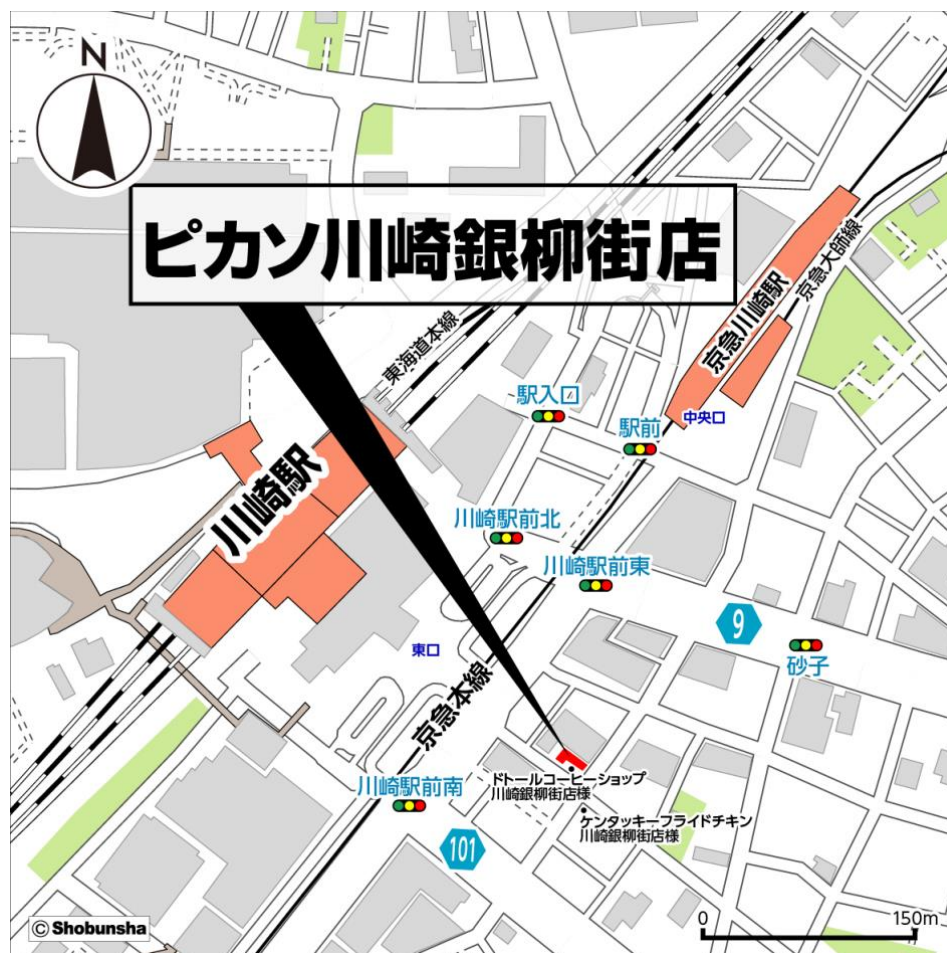 N
ピカソ川崎銀柳街店
東海道本線
京急川崎駅
京急大師線
駅入口
駅前
中央口
川崎駅
川崎駅前北
川崎駅前東
9
砂子
東口
京急本線
ドトールコーヒーショップ
川崎銀柳街店様
川崎駅前南
ケンタッキーフライドチキン
川崎銀柳街店様
101
© Shobunsha
0
150m